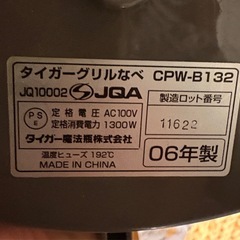 タイガーグリルなべ CPW-B132
JQ10002 JQA
PSE
定格電圧 AC100V
定格消費電力 1300W
タイガー魔法瓶株式会社
温度ヒューズ 192℃
MADE IN CHINA
製造ロット番号
11622
06年製